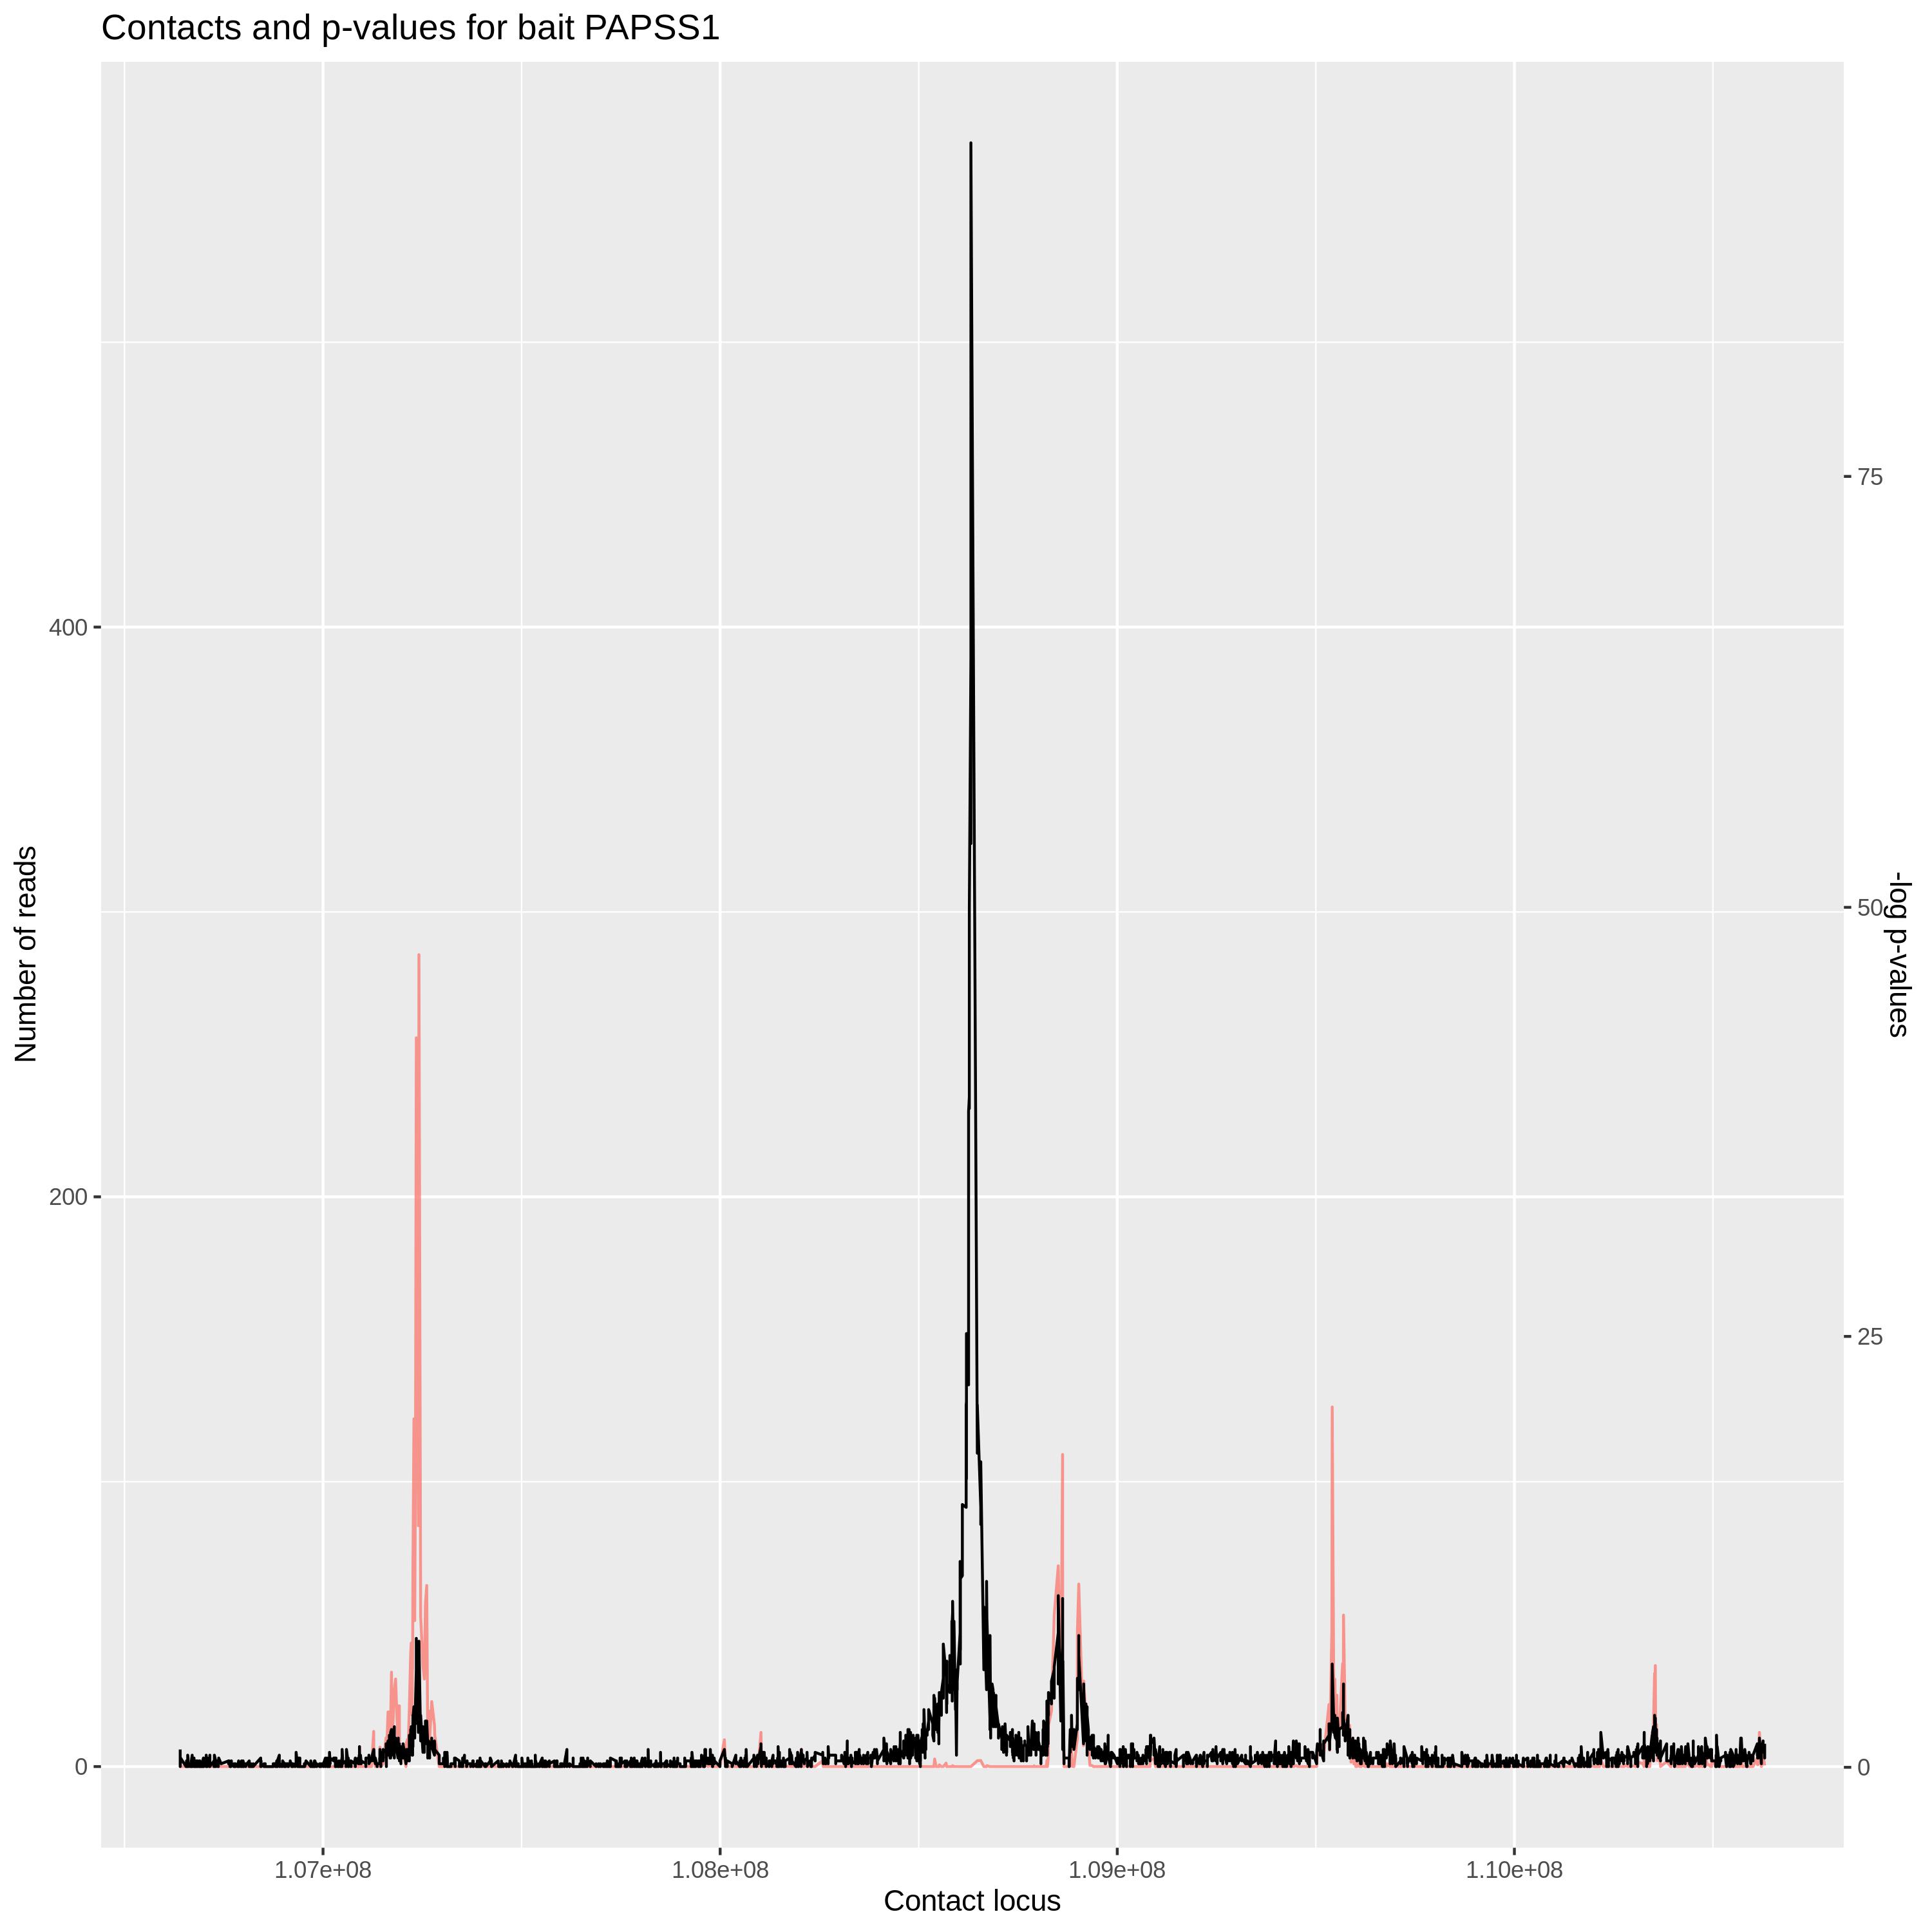 Contacts and p-values for bait PAPSS1
Number of reads
400
200
0
75
50
25
0
-log p-values
1.07e+08
1.08e+08
1.09e+08
1.10e+08
Contact locus